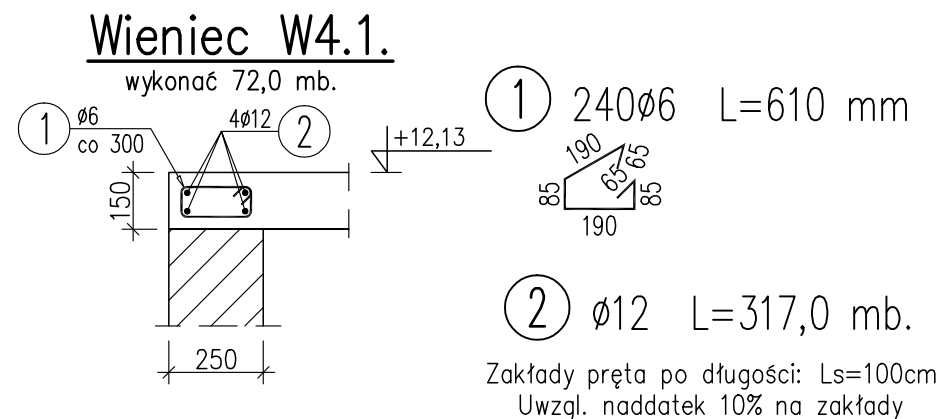 Wieniec W4.1.
wykonać 72,0 mb.
1
ø6
co 300
4ø12
2
+12,13
150
250
1 240ø6 L=610 mm
190
65
65
85
85
190
2 ø12 L=317,0 mb.
Zakłady pręta po długości: Ls=100cm
Uwzgl. naddatek 10% na zakłady